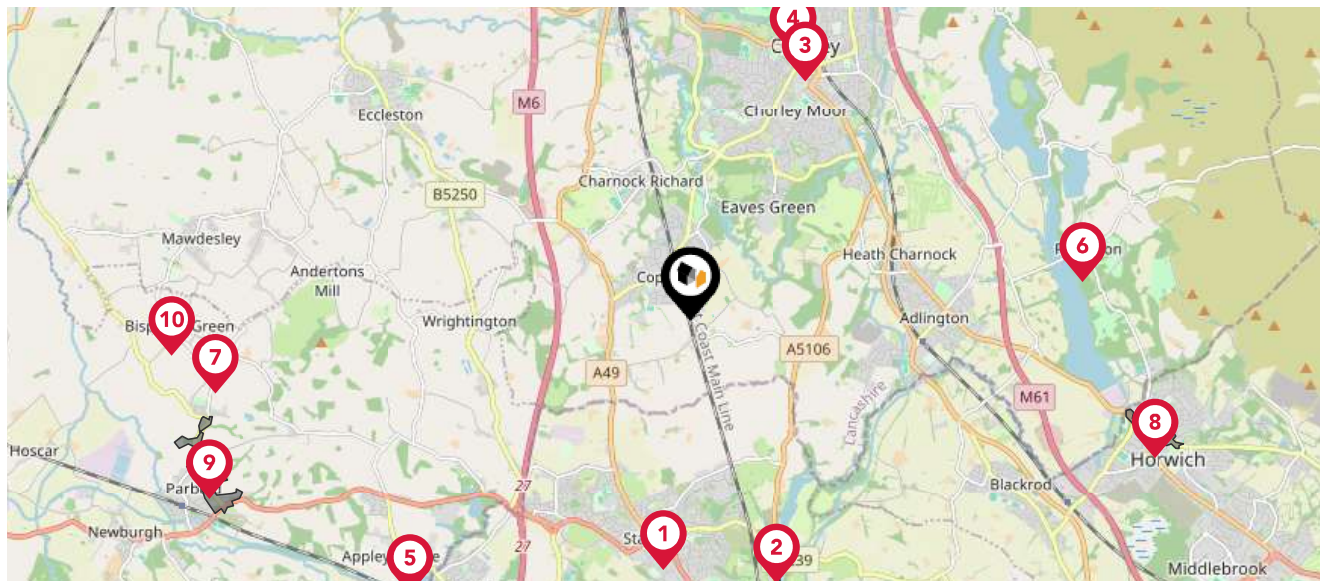 4
3
Eccleston
M6
Chorley Moor
Charnock Richard
B5250
Eaves Green
Mawdesley
6
Heath Charnock
Andertons
Mill
10
Green
Wrightington
Adlington
7
A49
A5106
Coast Main Line
Lancashire
M61
8
Hoscar
9
Horwich
27
Blackrod
Newburgh
1
2
27
5
Middlebrook